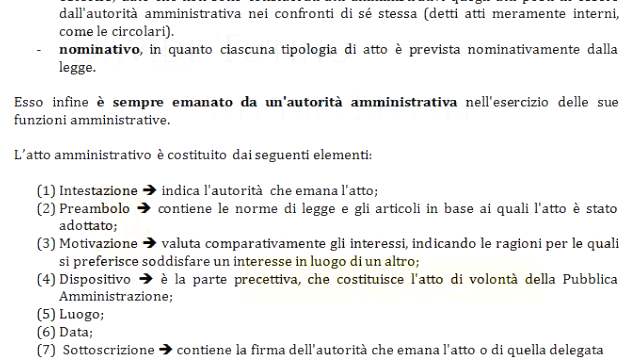 dall'autorità amministrativa nei confronti di sé stessa (detti atti meramente interni,
come le circolari).
- nominativo, in quanto ciascuna tipologia di atto è prevista nominativamente dalla
legge.
Esso infine è sempre emanato da un'autorità amministrativa nell'esercizio delle sue
funzioni amministrative.
L'atto amministrativo è costituito dai seguenti elementi:
(1) Intestazione ➔ indica l'autorità che emana l'atto;
(2) Preambolo ➔ contiene le norme di legge e gli articoli in base ai quali l'atto è stato
adottato;
(3) Motivazione ➔ valuta comparativamente gli interessi, indicando le ragioni per le quali
si preferisce soddisfare un interesse in luogo di un altro;
(4) Dispositivo ➔ è la parte precettiva, che costituisce l'atto di volontà della Pubblica
Amministrazione;
(5) Luogo;
(6) Data;
(7) Sottoscrizione ➔ contiene la firma dell'autorità che emana l'atto o di quella delegata